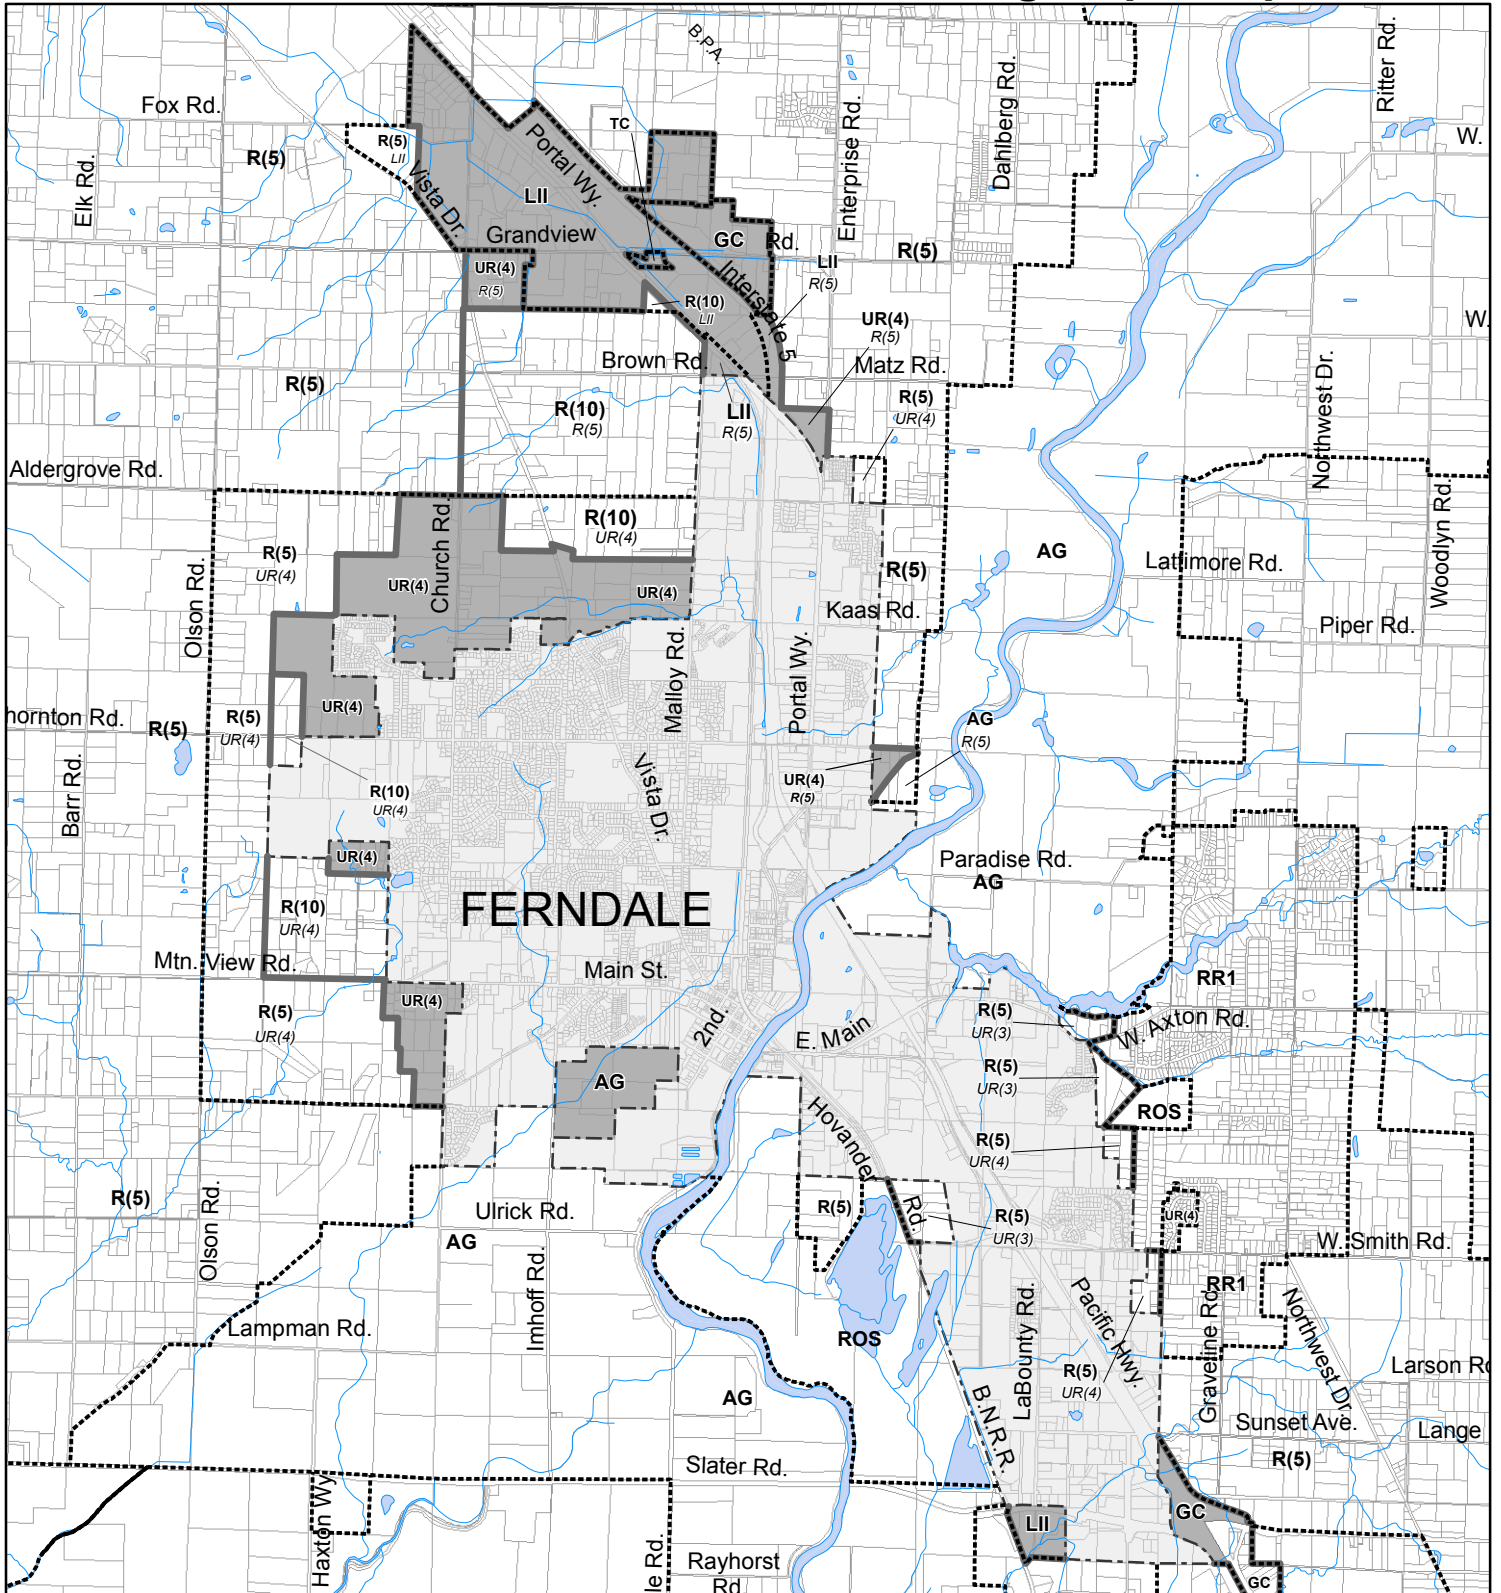 B.P.A.
Ritter Rd.
Fox Rd.
TC
Enterprise Rd.
Dahlberg Rd.
W.
R(5)
LII
R(5)
Elk Rd.
Portal Wy.
Vista Dr.
LII
Grandview
GC
Rd.
R(5)
LII
R(5)
UR(4)
R(5)
Interstate 5
R(10)
LII
UR(4)
R(5)
W.
Brown Rd.
Matz Rd.
Northwest Dr.
R(5)
R(10)
R(5)
LII
R(5)
R(5)
UR(4)
Aldergrove Rd.
Woodlyn Rd.
Church Rd.
R(10)
UR(4)
R(5)
UR(4)
AG
Lattimore Rd.
Olson Rd.
UR(4)
UR(4)
R(5)
Kaas Rd.
Piper Rd.
Malloy Rd.
Portal Wy.
hornton Rd.
R(5)
R(5)
UR(4)
UR(4)
AG
R(5)
Barr Rd.
R(10)
UR(4)
Vista Dr.
UR(4)
R(5)
UR(4)
Paradise Rd.
AG
R(10)
UR(4)
FERNDALE
Mtn. View Rd.
Main St.
RR1
UR(4)
R(5)
UR(4)
2nd.
E. Main
R(5)
UR(3)
W. Axton Rd.
R(5)
UR(3)
AG
Hovander
Rd.
ROS
R(5)
UR(4)
R(5)
Olson Rd.
Ulrick Rd.
R(5)
R(5)
UR(3)
UR(4)
AG
W. Smith Rd.
Imhoff Rd.
RR1
Lampman Rd.
ROS
LaBounty Rd.
Pacific Hwy.
Graveline Rd.
Northwest Dr.
R(5)
UR(4)
Larson Rd
AG
B.N.R.R.
Sunset Ave.
Lange
Slater Rd.
R(5)
Haxton Wy
LII
GC
le Rd.
Rayhorst
Rd.
GC